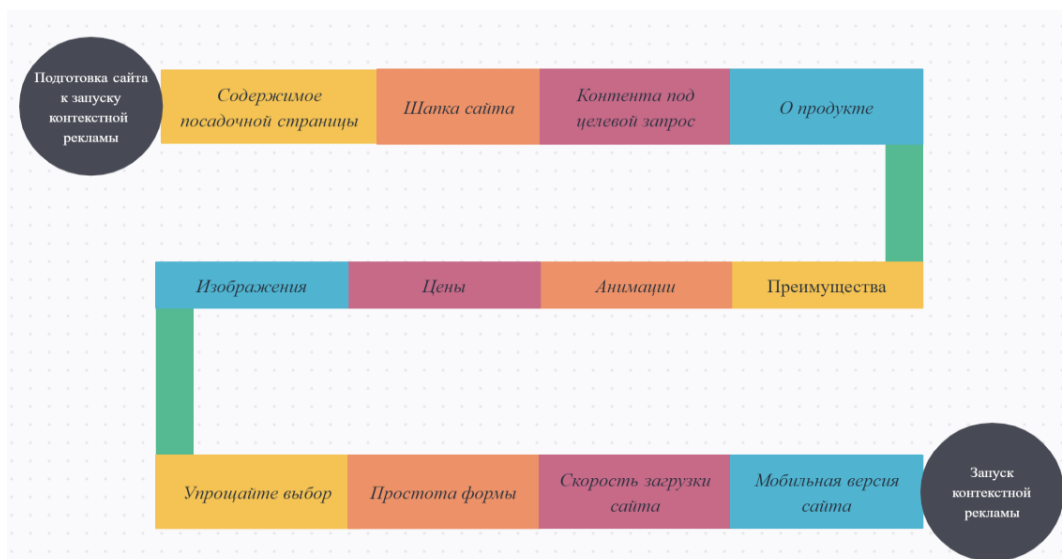 Подготовка сайта
к запуску
контекстной
рекламы
Содержимое
посадочной страницы
Шапка сайта
Контента под
целевой запрос
О продукте
Преимущества
Анимации
Цены
Изображения
Упрощайте выбор
Простота формы
Скорость загрузки
сайта
Мобильная версия
сайта
Запуск
контекстной
рекламы